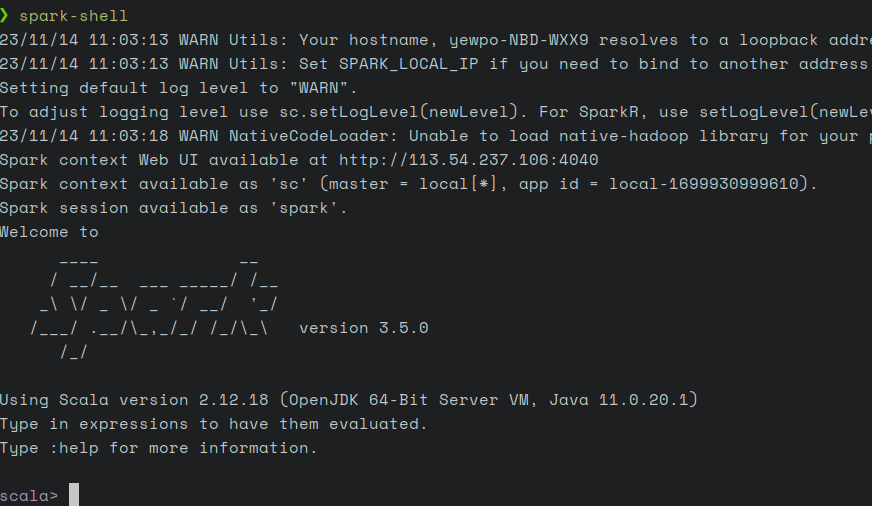 ❯ spark-shell
23/11/14 11:03:13 WARN Utils: Your hostname, yewpo-NBD-WXX9 resolves to a loopback
23/11/14 11:03:13 WARN Utils: Set SPARK_LOCAL_IP if you need to bind to another address
Setting default log level to "WARN".
To adjust logging level use sc.setLogLevel(newLevel). For SparkR, use
23/11/14 11:03:18 WARN NativeCodeLoader: Unable to load native-hadoop library for your
Spark context Web UI available at http://113.54.237.106:4040
Spark context available as 'sc' (master = local[*], app id = local-1699930999610).
Spark session available as 'spark'.
Welcome to
      ____              __
     / __/__  ___ _____/ /__
    _\ \/ _ \/ _ `/ __/  '_/
   /___/ .__/\_,_/_/ /_/\_\   version 3.5.0
      /_/
Using Scala version 2.12.18 (OpenJDK 64-Bit Server VM, Java 11.0.20.1)
Type in expressions to have them evaluated.
Type :help for more information.
scala>